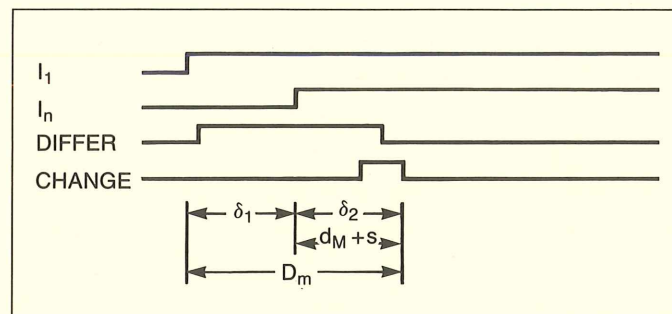 I1
In
DIFFER
CHANGE
δ1 δ2
dM+s
Dm